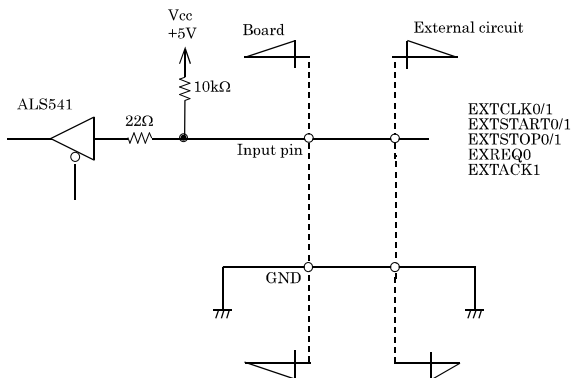 Vcc
+5V
Board
External circuit
10kΩ
ALS541
22Ω
Input pin
EXTCLK0/1
EXTSTART0/1
EXTSTOP0/1
EXREQ0
EXTACK1
GND